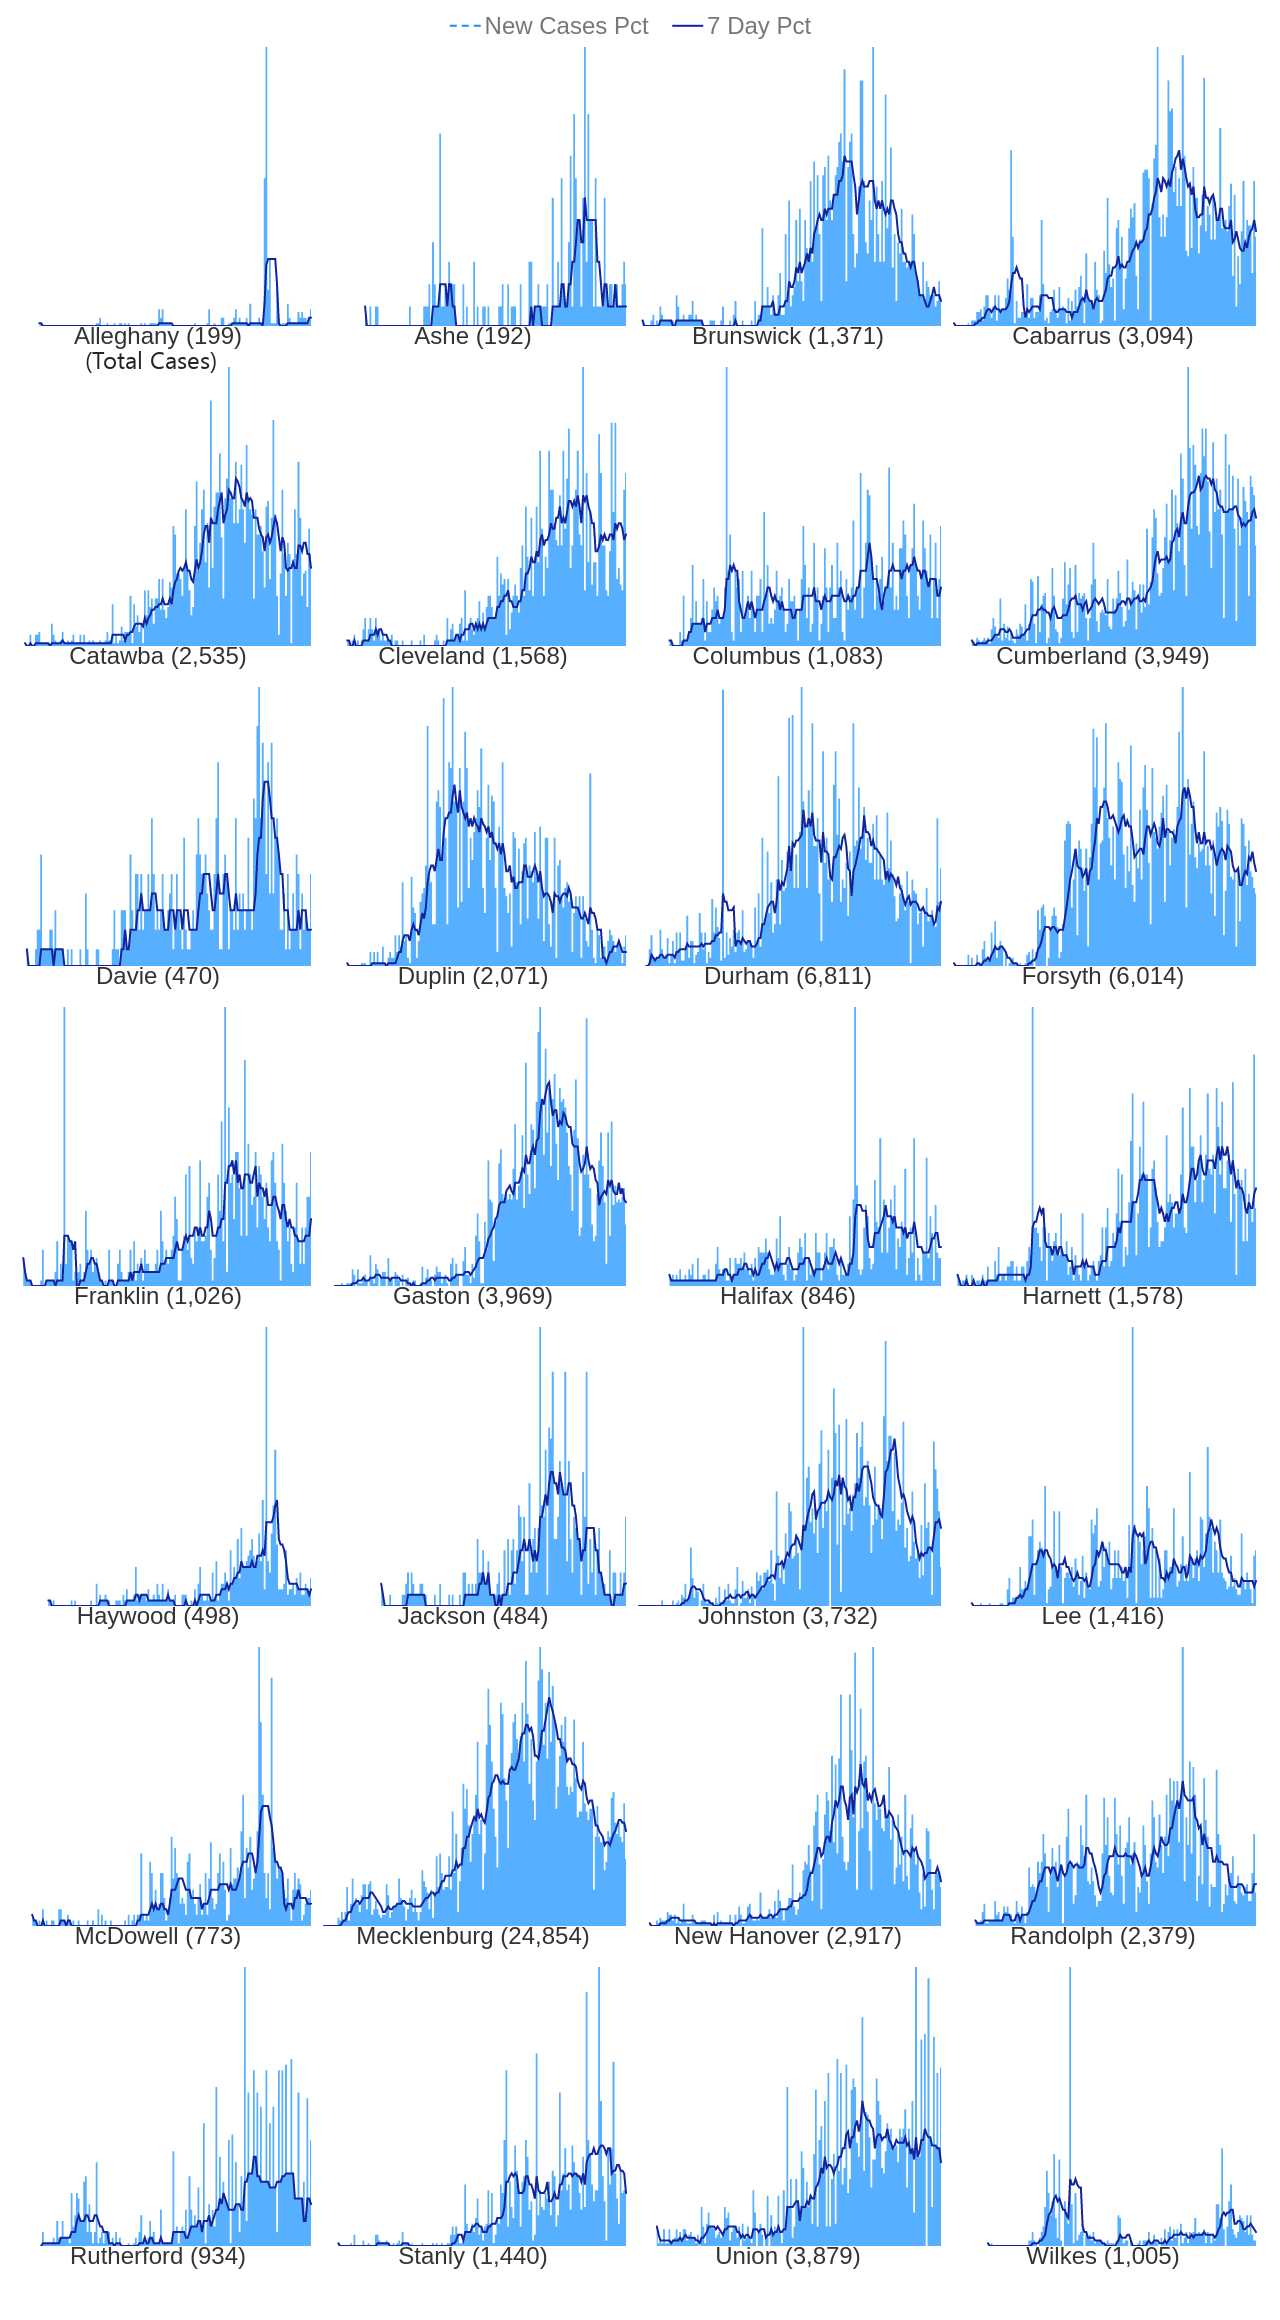 New Cases Pct 7 Day Pct
Alleghany (199) Ashe (192) Brunswick (1,371) Cabarrus (3,094)
(Total Cases)
Catawba (2,535) Cleveland (1,568) Columbus (1,083) Cumberland (3,949)
Davie (470) Duplin (2,071) Durham (6,811) Forsyth (6,014)
Franklin (1,026) Gaston (3,969) Halifax (846) Harnett (1,578)
Haywood (498) Jackson (484) Johnston (3,732) Lee (1,416)
McDowell (773) Mecklenburg (24,854) New Hanover (2,917) Randolph (2,379)
Rutherford (934) Stanly (1,440) Union (3,879) Wilkes (1,005)